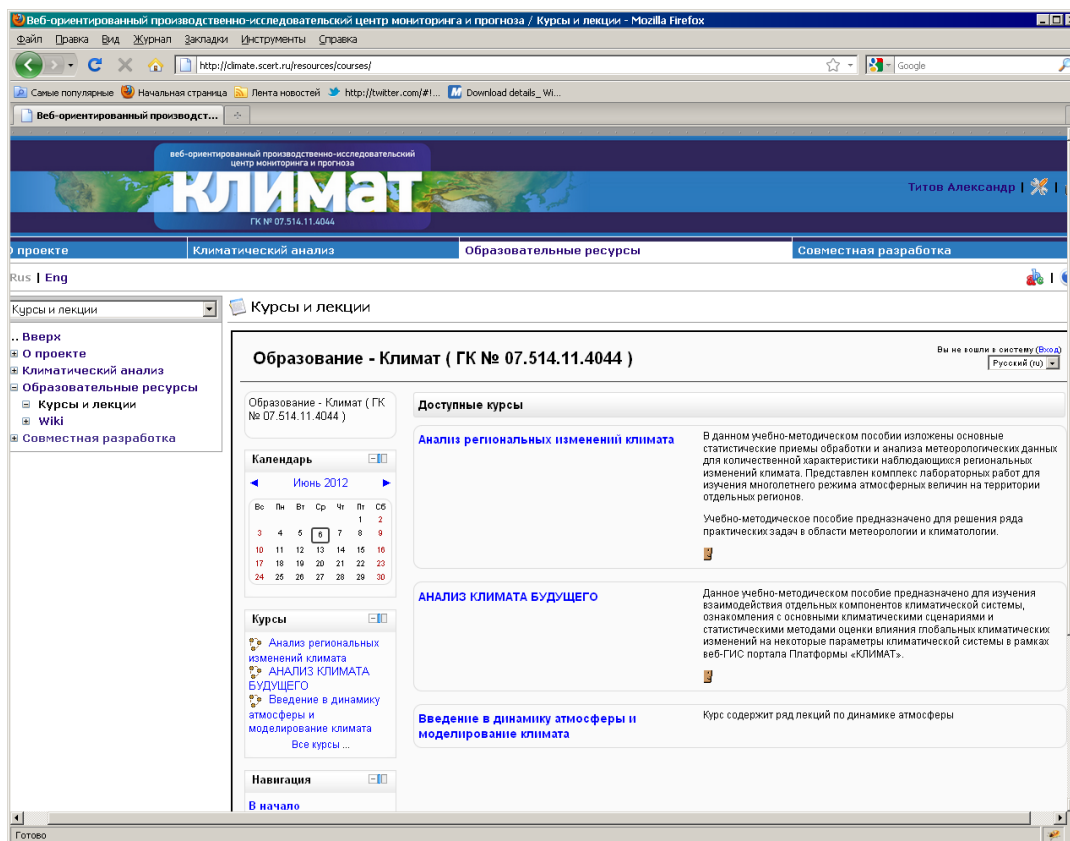 Веб-ориентированный производственно-исследовательский центр мониторинга и прогноза / Курсы и лекции - Mozilla Firefox
Файл Правка Вид Журнал Закладки Инструменты Справка
http://climate.scert.ru/resources/courses/
Google
Самые популярные Начальная страница Лента новостей http://twitter.com/#!... Download details_ Wi...
Веб-ориентированный производст...
веб-ориентированный производственно-исследовательский
центр мониторинга и прогноза
КЛИМАТ
ГК № 07.514.11.4044
Титов Александр |
проекте Климатический анализ Образовательные ресурсы Совместная разработка
Rus | Eng
Курсы и лекции
.. Вверх
О проекте
Климатический анализ
Образовательные ресурсы
Курсы и лекции
Wiki
Совместная разработка
Курсы и лекции
Образование - Климат ( ГК № 07.514.11.4044 )
Вы не вошли в систему (Вход)
Русский (ru)
Образование - Климат ( ГК
№ 07.514.11.4044 )
Календарь
Июнь 2012
Вс Пн Вт Ср Чт Пт Сб
1 2
3 4 5 6 7 8 9
10 11 12 13 14 15 16
17 18 19 20 21 22 23
24 25 26 27 28 29 30
Курсы
Анализ региональных
изменений климата
АНАЛИЗ КЛИМАТА
БУДУЩЕГО
Введение в динамику
атмосферы и
моделирование климата
Все курсы ...
Навигация
В начало
Доступные курсы
Анализ региональных изменений климата
В данном учебно-методическом пособии изложены основные
статистические приемы обработки и анализа метеорологических данных
для количественной характеристики наблюдающихся региональных
изменений климата. Представлен комплекс лабораторных работ для
изучения многолетнего режима атмосферных величин на территории
отдельных регионов.
Учебно-методическое пособие предназначено для решения ряда
практических задач в области метеорологии и климатологии.
АНАЛИЗ КЛИМАТА БУДУЩЕГО
Данное учебно-методическом пособие предназначено для изучения
взаимодействия отдельных компонентов климатической системы,
ознакомления с основными климатическими сценариями и
статистическими методами оценки влияния глобальных климатических
изменений на некоторые параметры климатической системы в рамках
веб-ГИС портала Платформы «КЛИМАТ».
Введение в динамику атмосферы и
моделирование климата
Курс содержит ряд лекций по динамике атмосферы
Готово